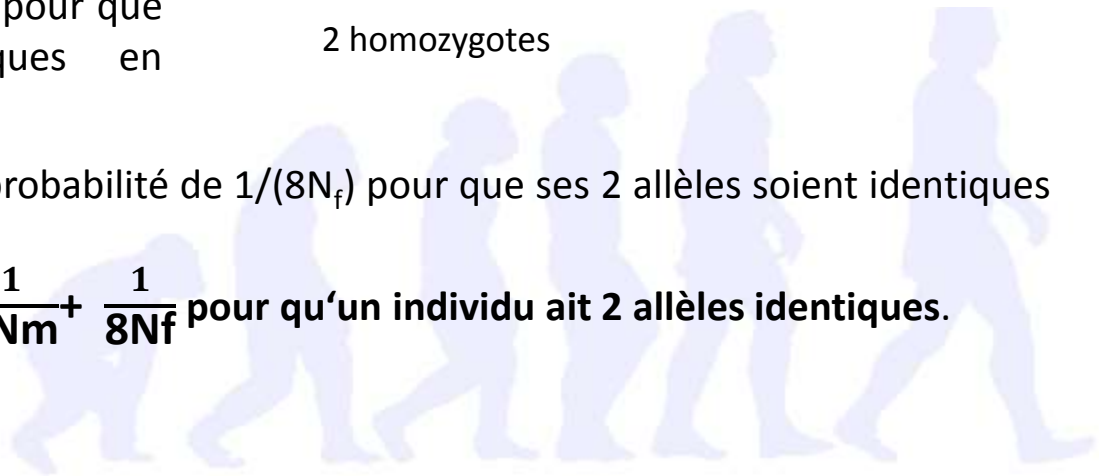 pour que
2 homozygotes
ques en
probabilité de 1/(8N_f) pour que ses 2 allèles soient identiques
1/Nm + 1/8Nf pour qu‘un individu ait 2 allèles identiques.